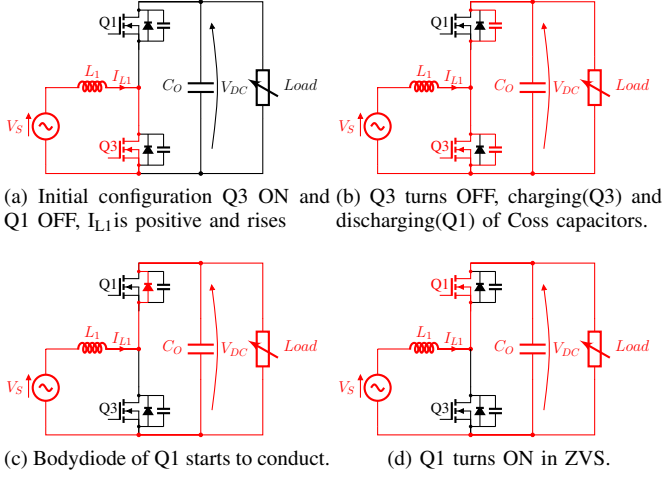 Q1
L1
IL1
CO
VDC
Load
VS
Q3
Q1
L1
IL1
CO
VDC
Load
VS
Q3
(a) Initial configuration Q3 ON and
Q1 OFF, IL1is positive and rises
(b) Q3 turns OFF, charging(Q3) and
discharging(Q1) of Coss capacitors.
Q1
L1
IL1
CO
VDC
Load
VS
Q3
Q1
L1
IL1
CO
VDC
Load
VS
Q3
(c) Bodydiode of Q1 starts to conduct.
(d) Q1 turns ON in ZVS.